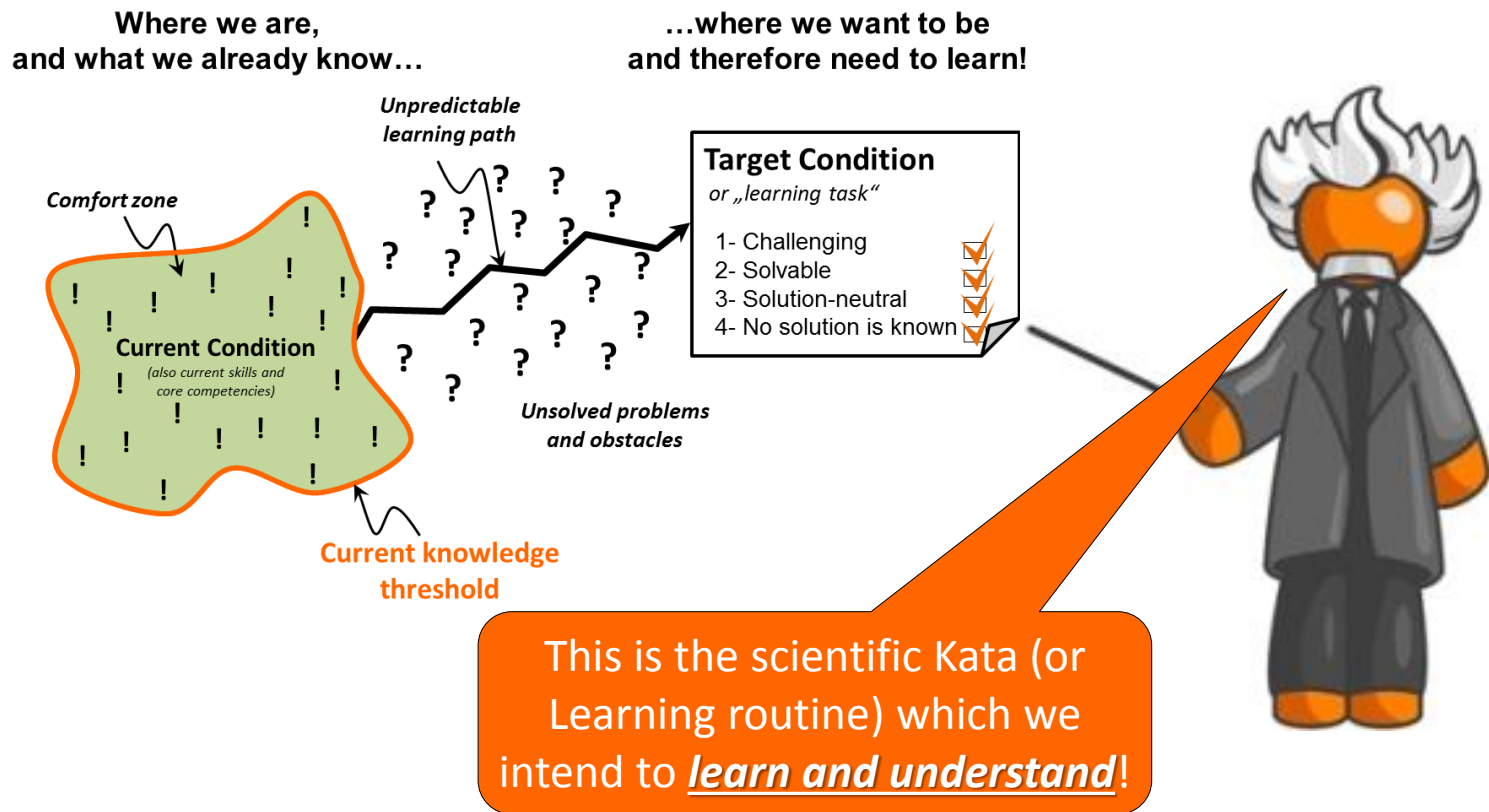 Where we are,
and what we already know…
…where we want to be
and therefore need to learn!
Unpredictable
learning path
Comfort zone
? ? ? ? ? ? ? ? ? ? ? ? ? ? ? ? ? ? ? ? ?
! ! ! ! ! ! ! ! ! ! ! ! ! ! ! ! ! ! ! !
Current Condition
(also current skills and
core competencies)
Target Condition
or „learning task“
1- Challenging
2- Solvable
3- Solution-neutral
4- No solution is known
Unsolved problems
and obstacles
Current knowledge
threshold
This is the scientific Kata (or
Learning routine) which we
intend to learn and understand!